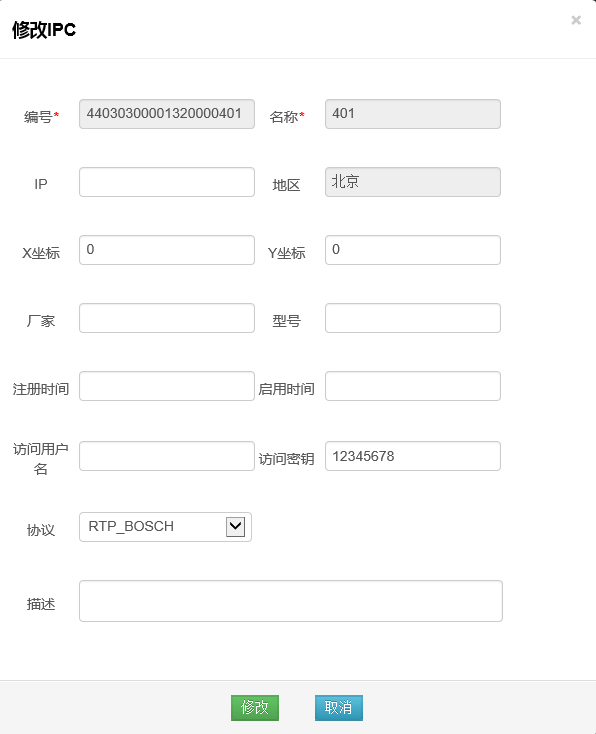 修改IPC
×
编号* 44030300001320000401 名称* 401
IP 地区 北京
X坐标 0 Y坐标 0
厂家 型号
注册时间 启用时间
访问用户
名 访问密钥 12345678
协议 RTP_BOSCH
描述
修改 取消